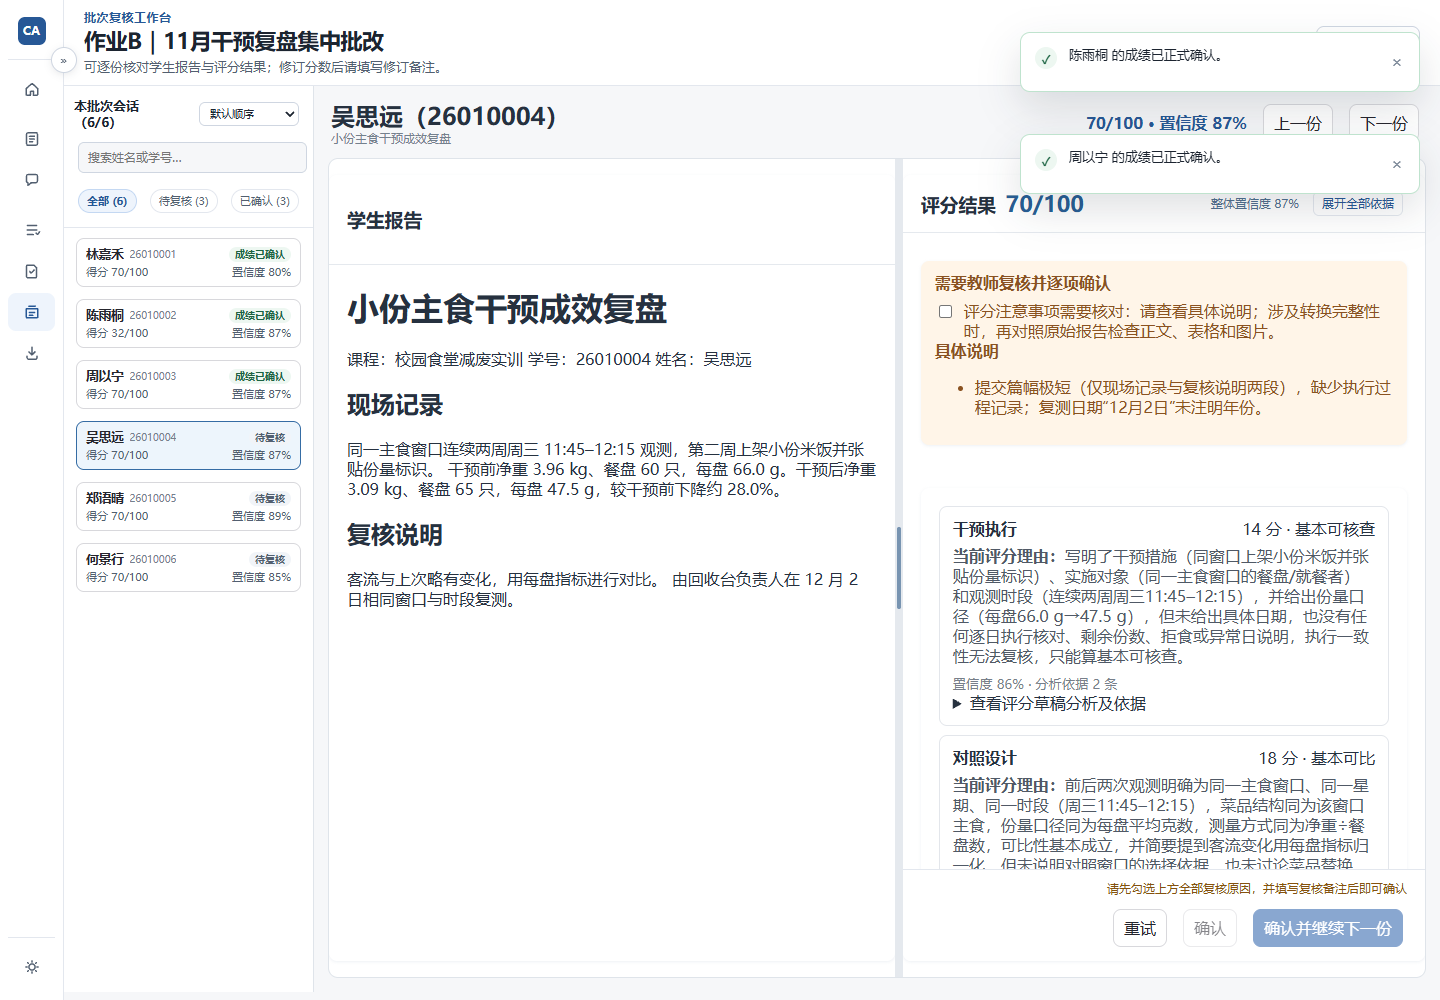 CA
»
批次复核工作台
作业B｜11月干预复盘集中批改
可逐份核对学生报告与评分结果；修订分数后请填写修订备注。
✓ 陈雨桐 的成绩已正式确认。 ×
✓ 周以宁 的成绩已正式确认。 ×
本批次会话
（6/6）
默认顺序
搜索姓名或学号...
全部 (6) 待复核 (3) 已确认 (3)
林嘉禾 26010001 成绩已确认
得分 70/100 置信度 80%
陈雨桐 26010002 成绩已确认
得分 32/100 置信度 87%
周以宁 26010003 成绩已确认
得分 70/100 置信度 87%
吴思远 26010004 待复核
得分 70/100 置信度 87%
郑语晴 26010005 待复核
得分 70/100 置信度 89%
何景行 26010006 待复核
得分 70/100 置信度 85%
吴思远（26010004）
小份主食干预成效复盘
70/100 • 置信度 87% 上一份 下一份
学生报告
小份主食干预成效复盘
课程：校园食堂减废实训 学号：26010004 姓名：吴思远
现场记录
同一主食窗口连续两周周三 11:45–12:15 观测，第二周上架小份米饭并张
贴份量标识。 干预前净重 3.96 kg、餐盘 60 只，每盘 66.0 g。干预后净重
3.09 kg、餐盘 65 只，每盘 47.5 g，较干预前下降约 28.0%。
复核说明
客流与上次略有变化，用每盘指标进行对比。 由回收台负责人在 12 月 2
日相同窗口与时段复测。
评分结果 70/100 整体置信度 87% 展开全部依据
需要教师复核并逐项确认
评分注意事项需要核对：请查看具体说明；涉及转换完整性
时，再对照原始报告检查正文、表格和图片。
具体说明
• 提交篇幅极短（仅现场记录与复核说明两段），缺少执行过
程记录；复测日期“12月2日”未注明年份。
干预执行 14 分 · 基本可核查
当前评分理由：写明了干预措施（同窗口上架小份米饭并张
贴份量标识）、实施对象（同一主食窗口的餐盘/就餐者）
和观测时段（连续两周周三11:45–12:15），并给出份量口
径（每盘66.0 g→47.5 g），但未给出具体日期，也没有任
何逐日执行核对、剩余份数、拒食或异常日说明，执行一致
性无法复核，只能算基本可核查。
置信度 86% · 分析依据 2 条
▶ 查看评分草稿分析及依据
对照设计 18 分 · 基本可比
当前评分理由：前后两次观测明确为同一主食窗口、同一星
期、同一时段（周三11:45–12:15），菜品结构同为该窗口
主食，份量口径同为每盘平均克数，测量方式同为净重÷餐
盘数，可比性基本成立，并简要提到客流变化用每盘指标归
一化，但未说明对照窗口的选择依据，也未讨论菜品替换
请先勾选上方全部复核原因，并填写复核备注后即可确认
重试 确认 确认并继续下一份